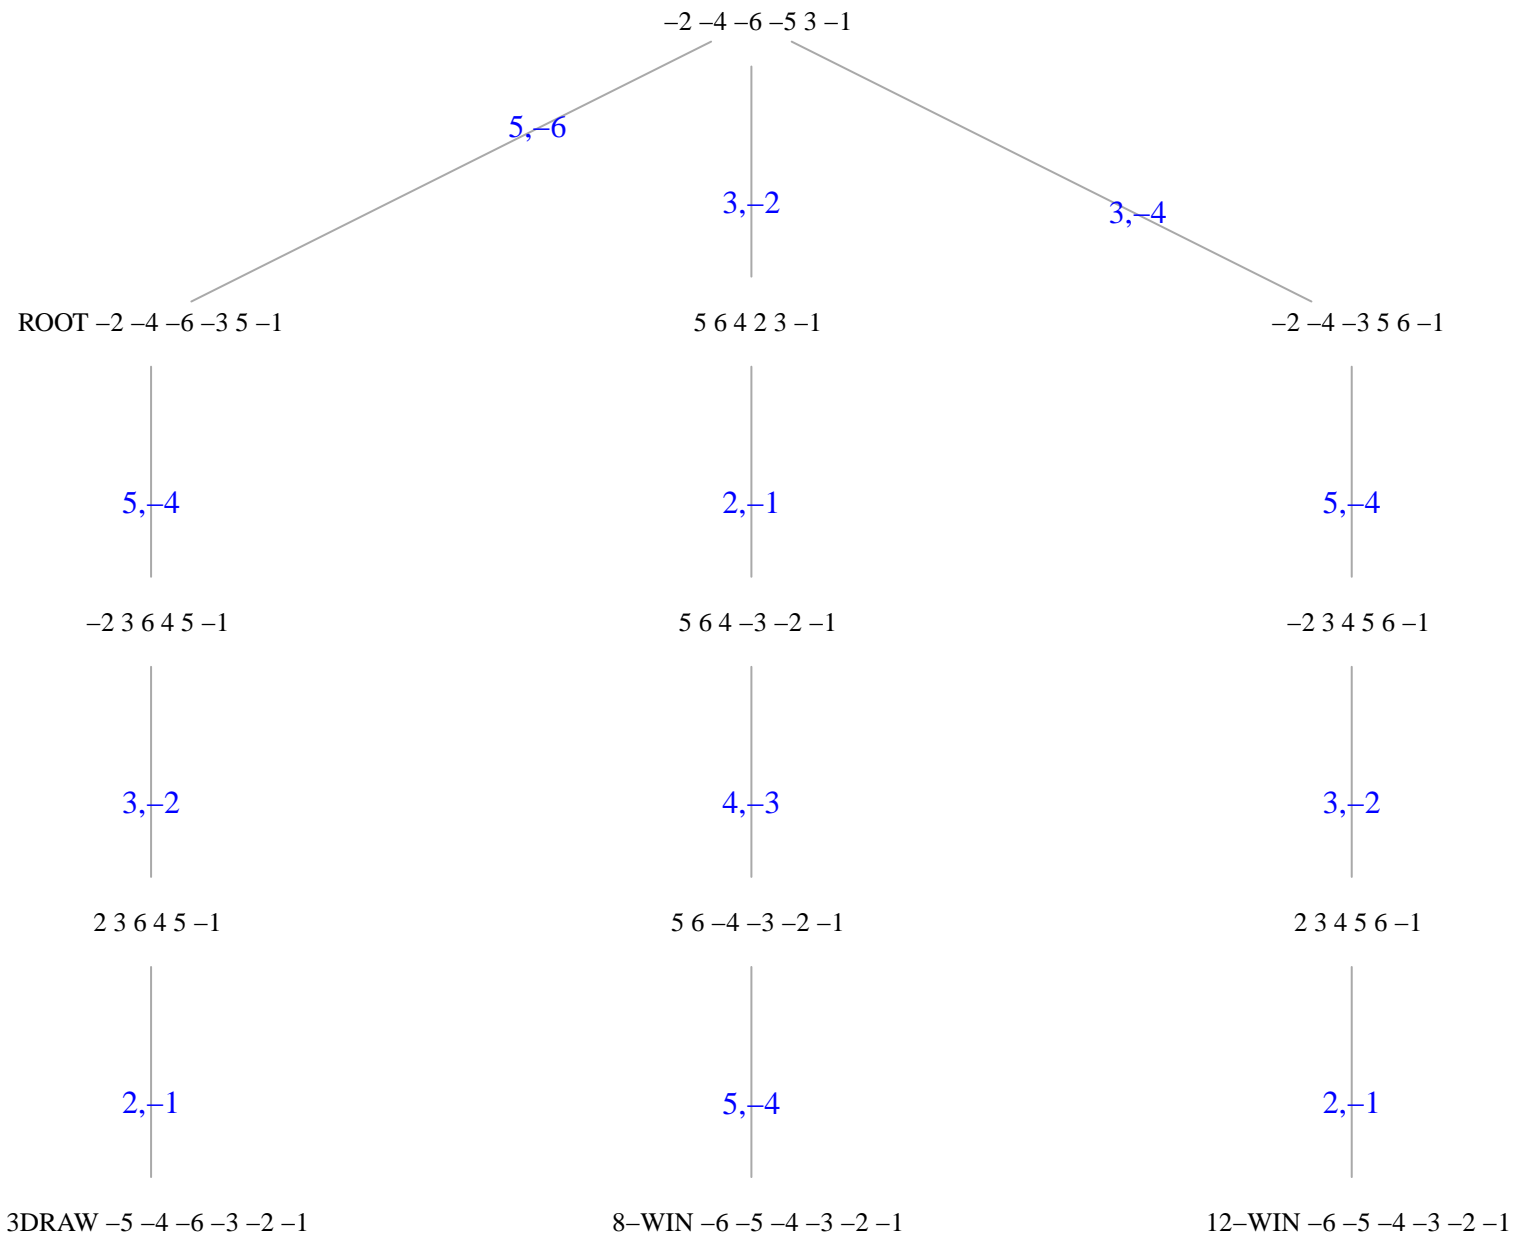 –2 –4 –6 –5 3 –1
5,–6
3,–2
3,–4
ROOT –2 –4 –6 –3 5 –1
5 6 4 2 3 –1
–2 –4 –3 5 6 –1
5,–4
2,–1
5,–4
–2 3 6 4 5 –1
5 6 4 –3 –2 –1
–2 3 4 5 6 –1
3,–2
4,–3
3,–2
2 3 6 4 5 –1
5 6 –4 –3 –2 –1
2 3 4 5 6 –1
2,–1
5,–4
2,–1
3DRAW –5 –4 –6 –3 –2 –1
8–WIN –6 –5 –4 –3 –2 –1
12–WIN –6 –5 –4 –3 –2 –1